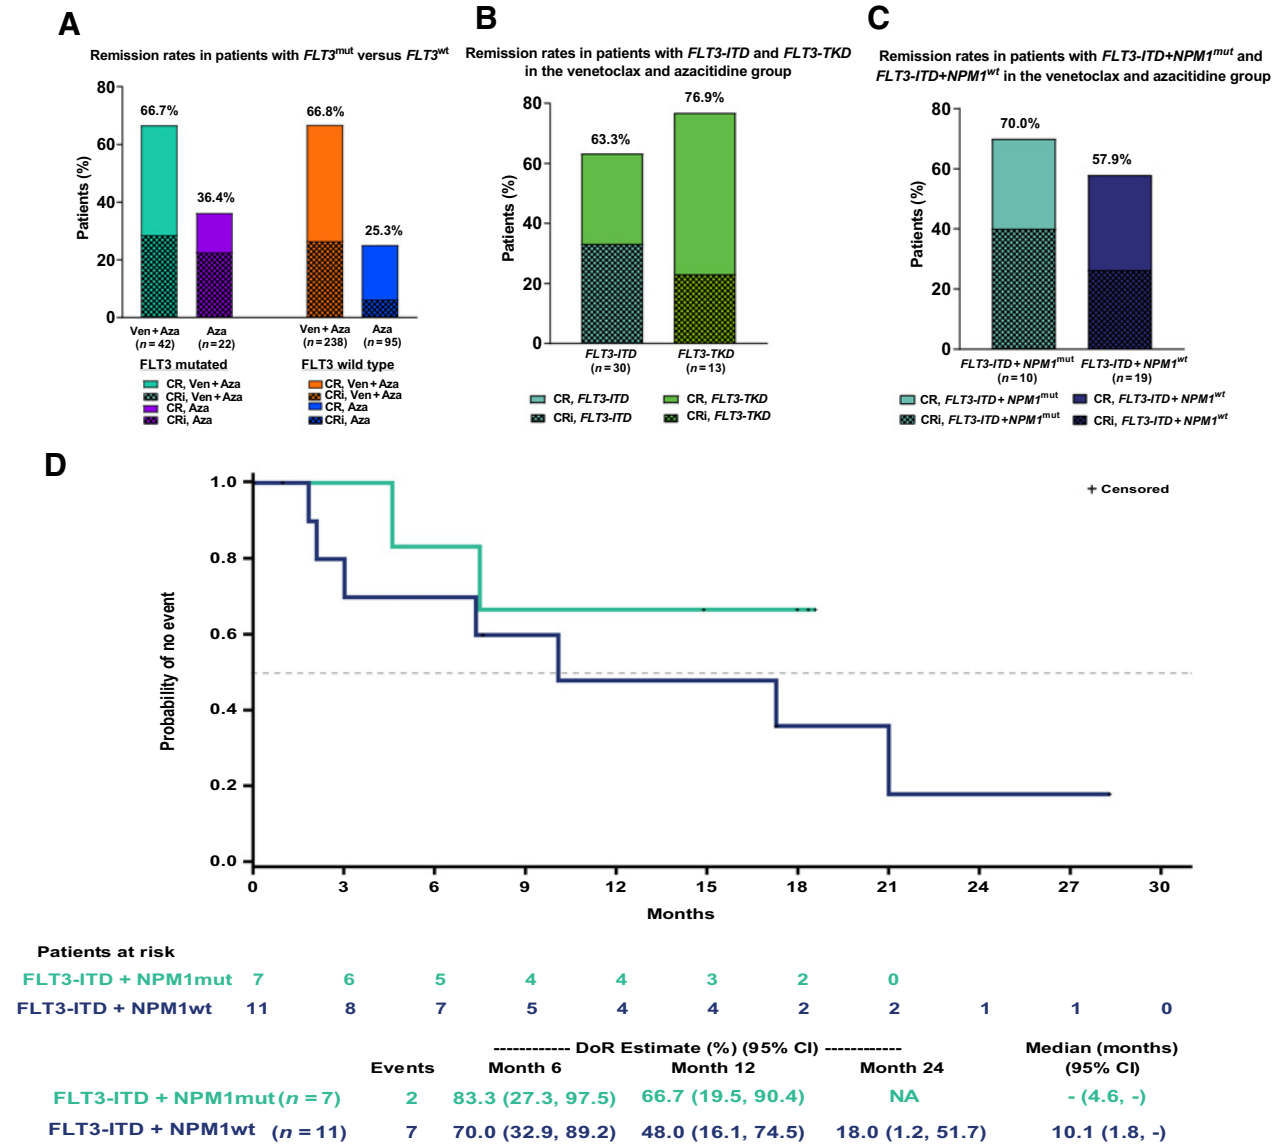 A
Remission rates in patients with FLT3mut versus FLT3wt
Patients (%)
80
60
40
20
0
66.7%
36.4%
66.8%
25.3%
Ven + Aza
(n = 42)
Aza
(n = 22)
Ven + Aza
(n = 238)
Aza
(n = 95)
FLT3 mutated
FLT3 wild type
CR, Ven + Aza
CRi, Ven + Aza
CR, Aza
CRi, Aza
CR, Ven + Aza
CRi, Ven + Aza
CR, Aza
CRi, Aza
B
Remission rates in patients with FLT3-ITD and FLT3-TKD
in the venetoclax and azacitidine group
Patients (%)
80
60
40
20
0
63.3%
76.9%
FLT3-ITD
(n = 30)
FLT3-TKD
(n = 13)
CR, FLT3-ITD
CRi, FLT3-ITD
CR, FLT3-TKD
CRi, FLT3-TKD
C
Remission rates in patients with FLT3-ITD+NPM1mut and
FLT3-ITD+NPM1wt in the venetoclax and azacitidine group
Patients (%)
80
60
40
20
0
70.0%
57.9%
FLT3-ITD + NPM1mut
(n = 10)
FLT3-ITD + NPM1wt
(n = 19)
CR, FLT3-ITD + NPM1mut
CRi, FLT3-ITD + NPM1mut
CR, FLT3-ITD + NPM1wt
CRi, FLT3-ITD + NPM1wt
D
Probability of no event
1.0
0.8
0.6
0.4
0.2
0.0
+ Censored
0 3 6 9 12 15 18 21 24 27 30
Months
Patients at risk
FLT3-ITD + NPM1mut 7 6 5 4 4 3 2 0
FLT3-ITD + NPM1wt 11 8 7 5 4 4 2 2 1 1 0
------------ DoR Estimate (%) (95% CI) ------------ Median (months)
Events Month 6 Month 12 Month 24 (95% CI)
FLT3-ITD + NPM1mut (n = 7) 2 83.3 (27.3, 97.5) 66.7 (19.5, 90.4) NA - (4.6, -)
FLT3-ITD + NPM1wt (n = 11) 7 70.0 (32.9, 89.2) 48.0 (16.1, 74.5) 18.0 (1.2, 51.7) 10.1 (1.8, -)